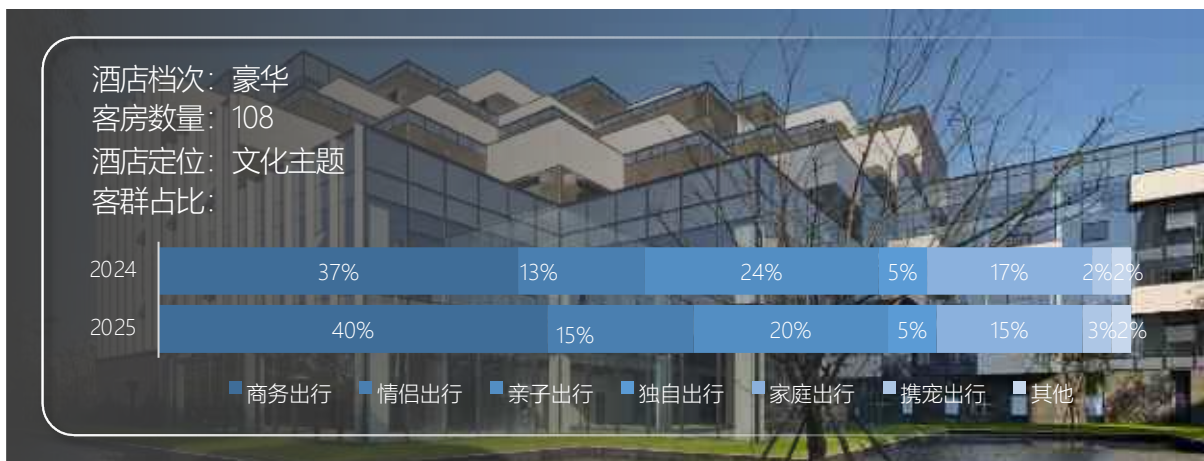 酒店档次：豪华
客房数量：108
酒店定位：文化主题
客群占比：
2024 37% 13% 24% 5% 17% 2% 2%
2025 40% 15% 20% 5% 15% 3% 2%
商务出行 情侣出行 亲子出行 独自出行 家庭出行 携宠出行 其他